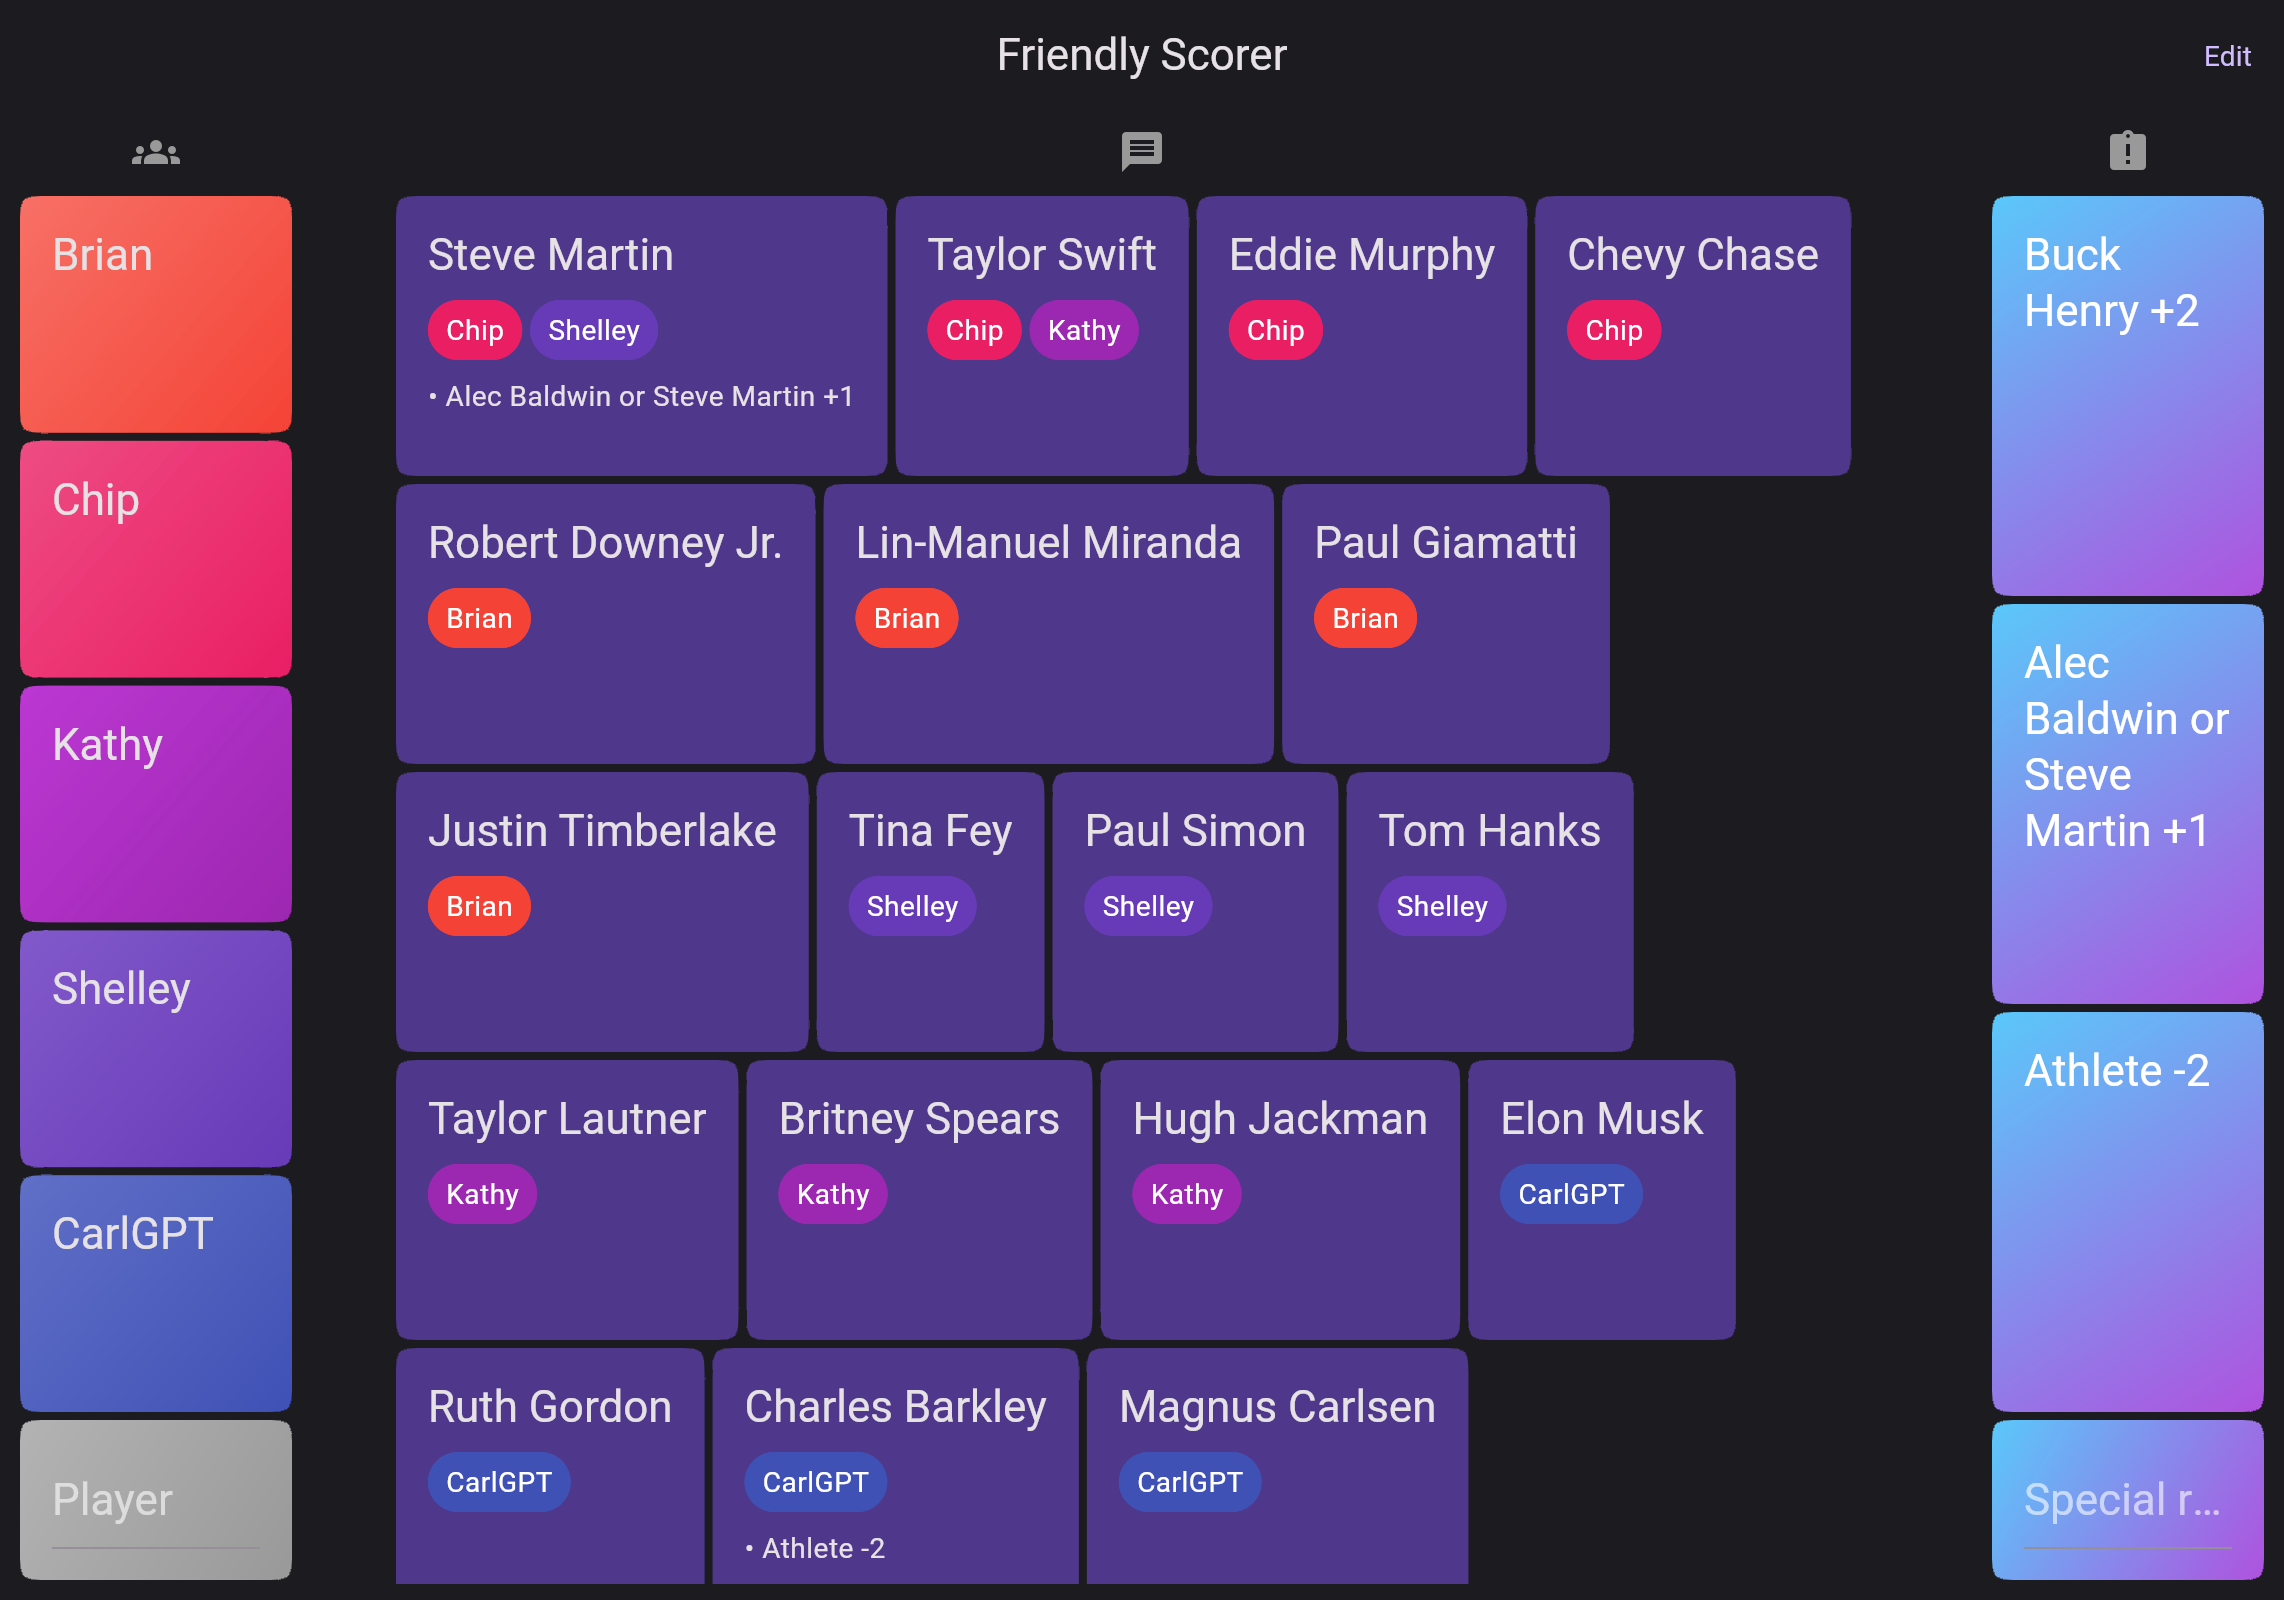 Friendly Scorer
Edit
Brian
Chip
Kathy
Shelley
CarlGPT
Player
Steve Martin
Chip Shelley
• Alec Baldwin or Steve Martin +1
Taylor Swift
Chip Kathy
Eddie Murphy
Chip
Chevy Chase
Chip
Robert Downey Jr.
Brian
Lin-Manuel Miranda
Brian
Paul Giamatti
Brian
Justin Timberlake
Brian
Tina Fey
Shelley
Paul Simon
Shelley
Tom Hanks
Shelley
Taylor Lautner
Kathy
Britney Spears
Kathy
Hugh Jackman
Kathy
Elon Musk
CarlGPT
Ruth Gordon
CarlGPT
Charles Barkley
CarlGPT
• Athlete -2
Magnus Carlsen
CarlGPT
Buck
Henry +2
Alec
Baldwin or
Steve
Martin +1
Athlete -2
Special r...